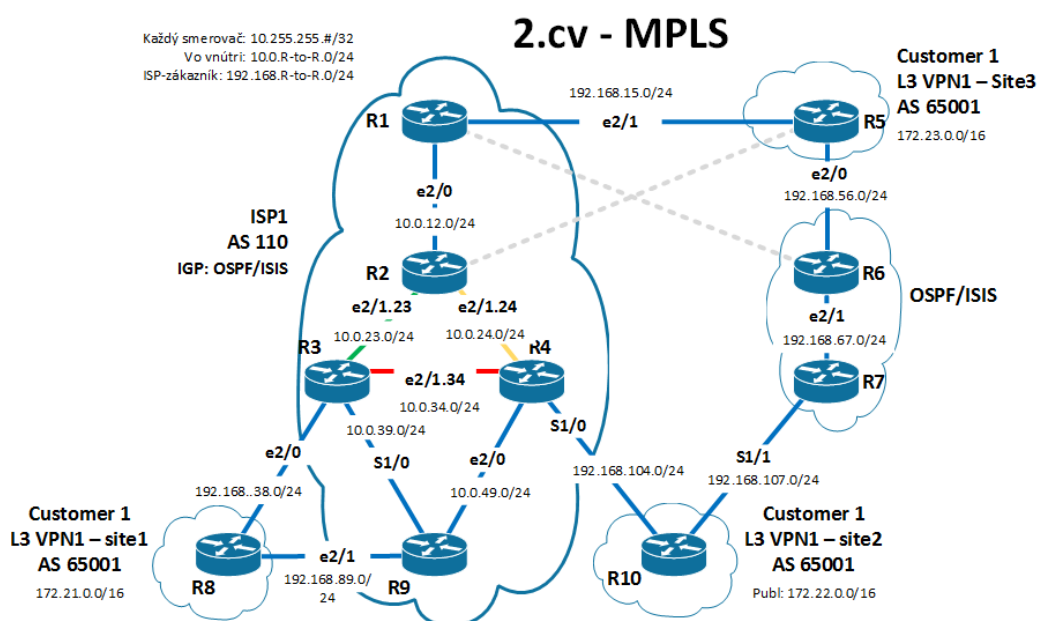 2.cv - MPLS
Každý smerovač: 10.255.255.#/32
Vo vnútri: 10.0.R-to-R.0/24
ISP-zákazník: 192.168.R-to-R.0/24
Customer 1
L3 VPN1 – Site3
AS 65001
172.23.0.0/16
192.168.15.0/24
R1
e2/1
R5
e2/0
e2/0
192.168.56.0/24
ISP1
AS 110
IGP: OSPF/ISIS
10.0.12.0/24
R2
R6
OSPF/ISIS
e2/1.23
e2/1.24
e2/1
10.0.23.0/24
10.0.24.0/24
192.168.67.0/24
R3
R4
e2/1.34
R7
10.0.34.0/24
10.0.39.0/24
S1/0
e2/0
S1/0
e2/0
S1/1
192.168.104.0/24
192.168.107.0/24
192.168..38.0/24
10.0.49.0/24
Customer 1
L3 VPN1 – site1
AS 65001
172.21.0.0/16
Customer 1
L3 VPN1 – site2
AS 65001
Publ: 172.22.0.0/16
e2/1
192.168.89.0/
24
R8
R9
R10